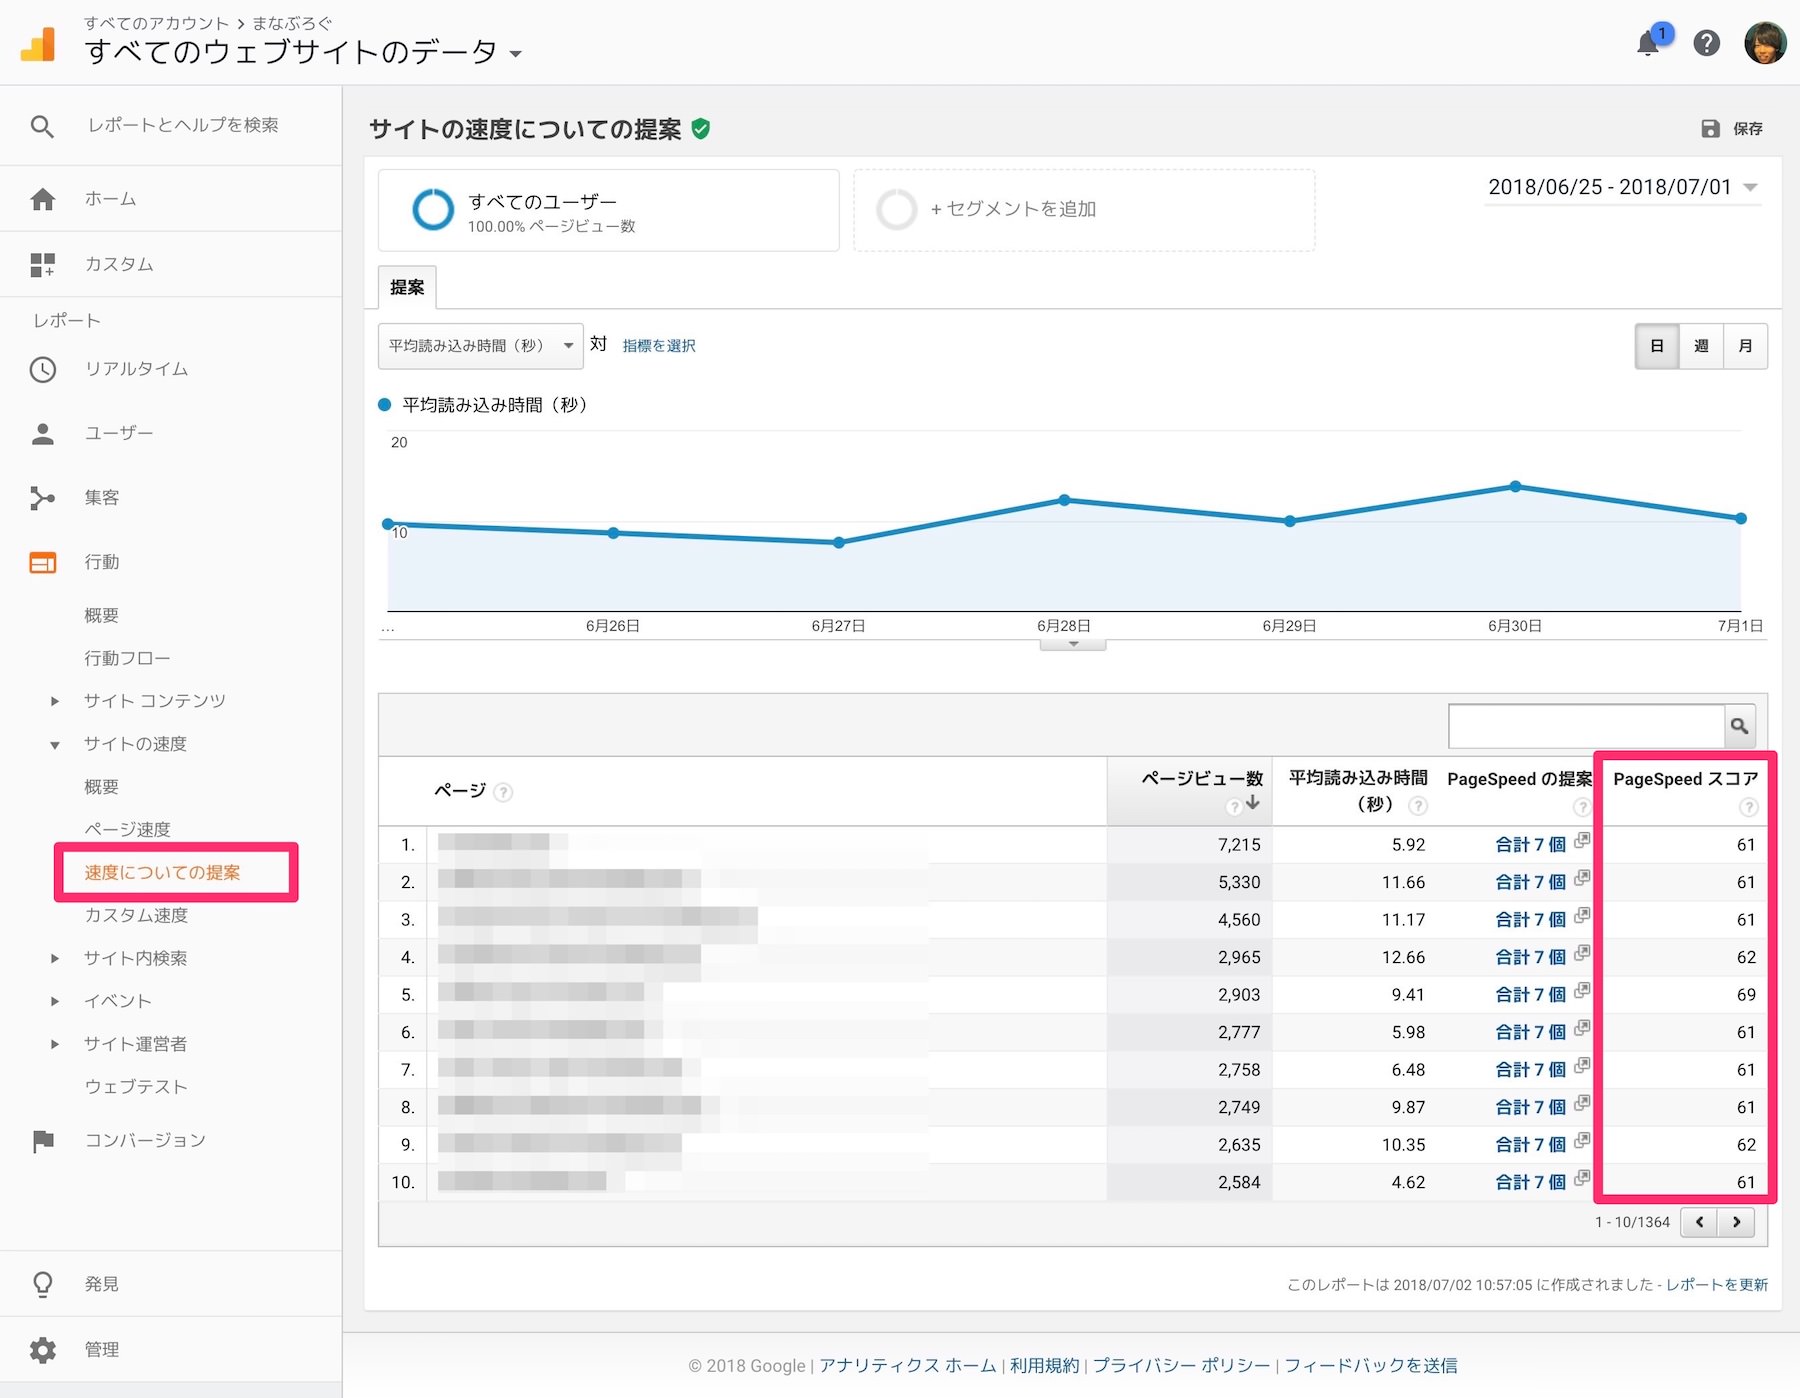 すべてのアカウント > まなぶろぐ
すべてのウェブサイトのデータ
1
レポートとヘルプを検索
ホーム
カスタム
レポート
リアルタイム
ユーザー
集客
行動
概要
行動フロー
サイト コンテンツ
サイトの速度
概要
ページ速度
速度についての提案
カスタム速度
サイト内検索
イベント
サイト運営者
ウェブテスト
コンバージョン
発見
管理
サイトの速度についての提案
保存
すべてのユーザー
100.00% ページビュー数
+ セグメントを追加
2018/06/25 - 2018/07/01
提案
平均読み込み時間（秒） 対 指標を選択
日 週 月
平均読み込み時間（秒）
20
10
... 6月26日 6月27日 6月28日 6月29日 6月30日 7月1日
ページ ? ページビュー数 ? 平均読み込み時間（秒） ? PageSpeed の提案 ? PageSpeed スコア ?
1. 7,215 5.92 合計 7 個 61
2. 5,330 11.66 合計 7 個 61
3. 4,560 11.17 合計 7 個 61
4. 2,965 12.66 合計 7 個 62
5. 2,903 9.41 合計 7 個 69
6. 2,777 5.98 合計 7 個 61
7. 2,758 6.48 合計 7 個 61
8. 2,749 9.87 合計 7 個 61
9. 2,635 10.35 合計 7 個 62
10. 2,584 4.62 合計 7 個 61
1 - 10/1364
このレポートは 2018/07/02 10:57:05 に作成されました - レポートを更新
© 2018 Google | アナリティクス ホーム | 利用規約 | プライバシー ポリシー | フィードバックを送信